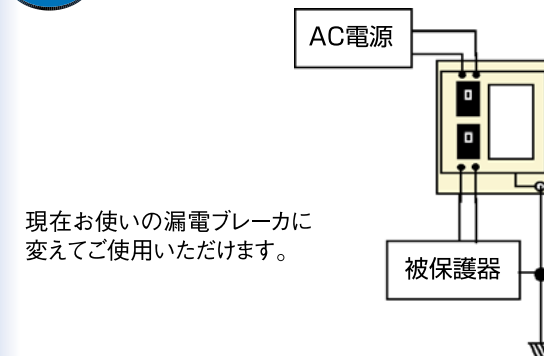 AC電源
現在お使いの漏電ブレーカに
変えてご使用いただけます。
被保護器